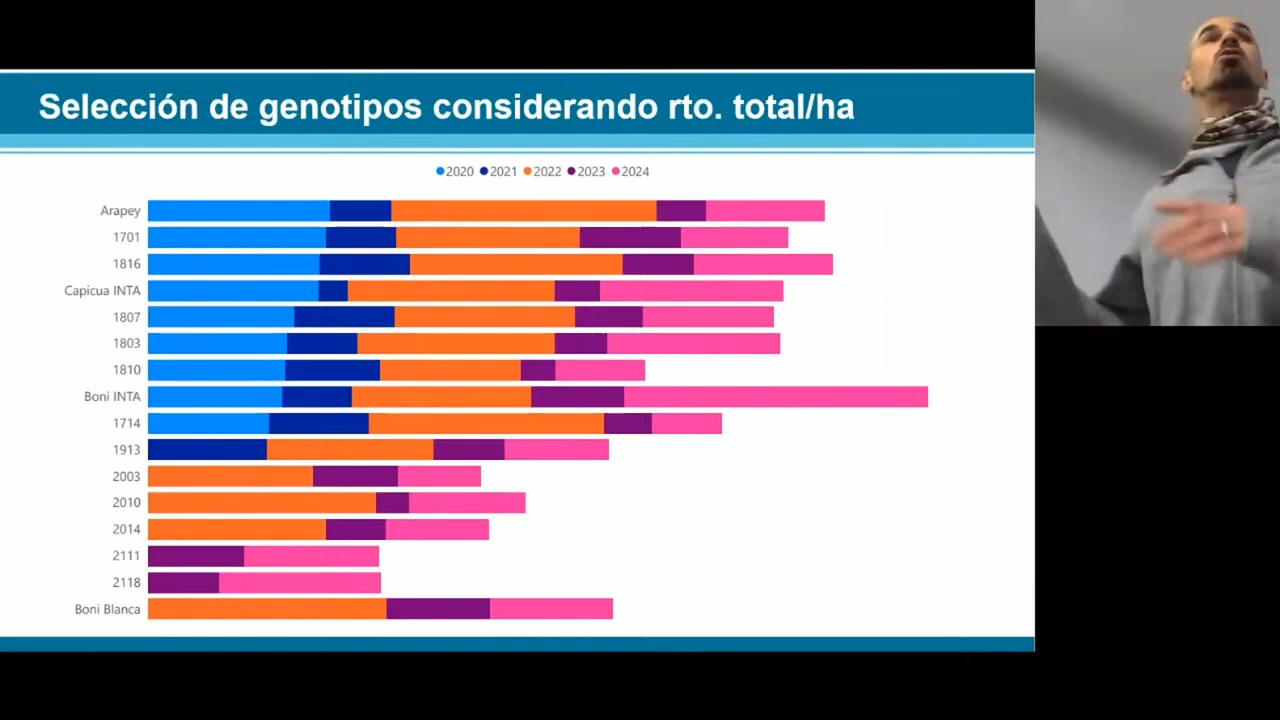 Selección de genotipos considerando rto. total/ha
2020 2021 2022 2023 2024
Arapey
1701
1816
Capicua INTA
1807
1803
1810
Boni INTA
1714
1913
2003
2010
2014
2111
2118
Boni Blanca